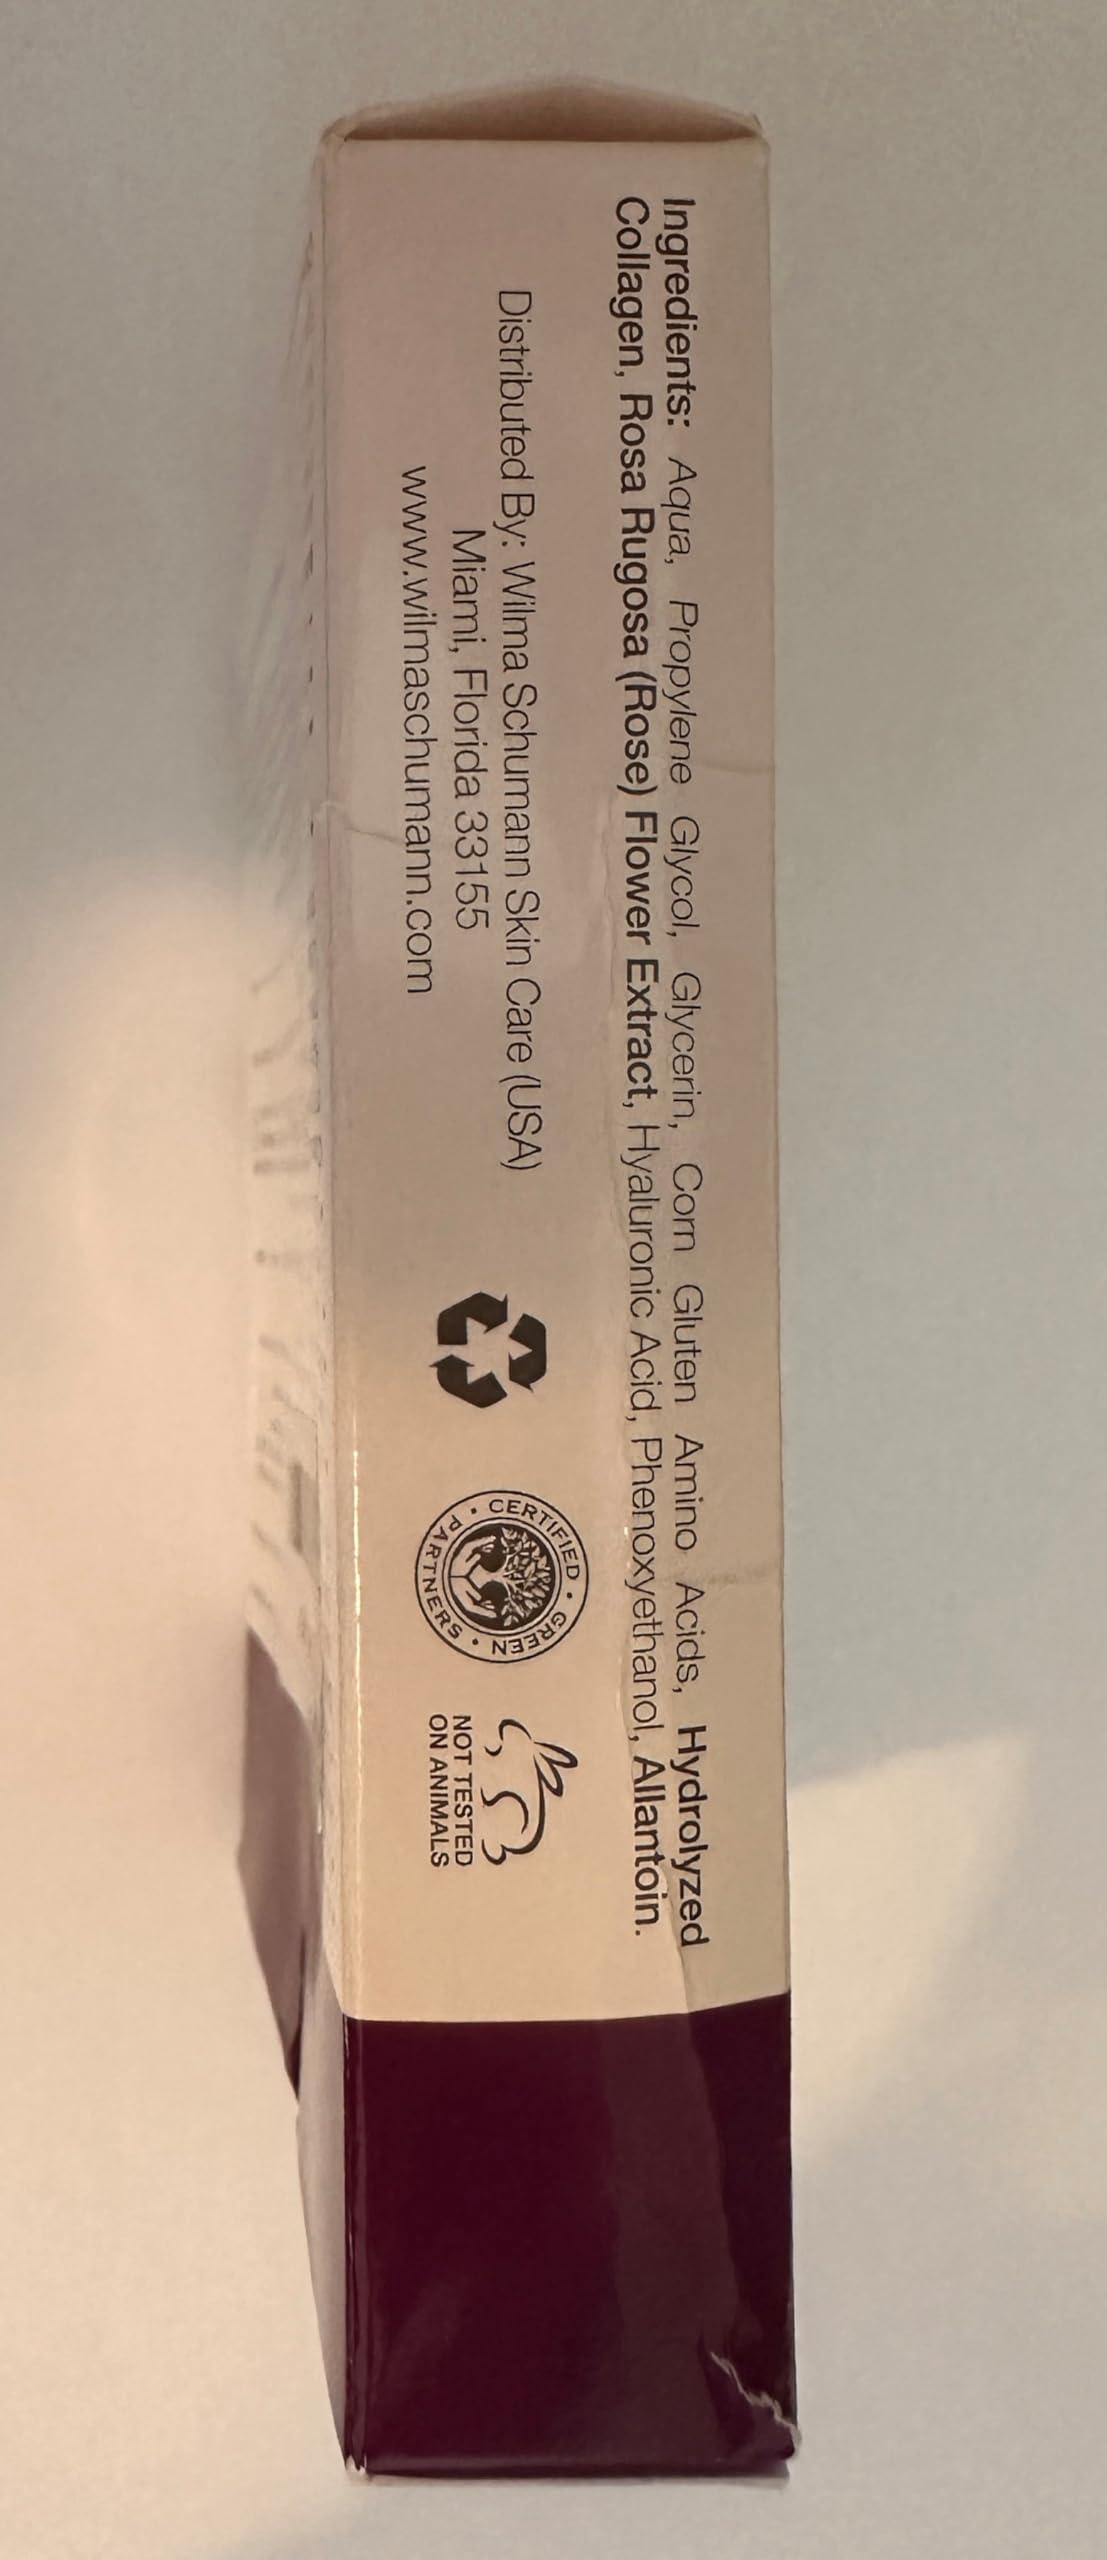 Ingredients: Aqua, Propylene Glycol, Glycerin, Corn Gluten Amino Acids, Hydrolyzed
Collagen, Rosa Rugosa (Rose) Flower Extract, Hyaluronic Acid, Phenoxyethanol, Allantoin.
Distributed By: Wilma Schumann Skin Care (USA)
Miami, Florida 33155
www.wilmaschumann.com
CERTIFIED • GREEN • PARTNERS •
NOT TESTED
ON ANIMALS